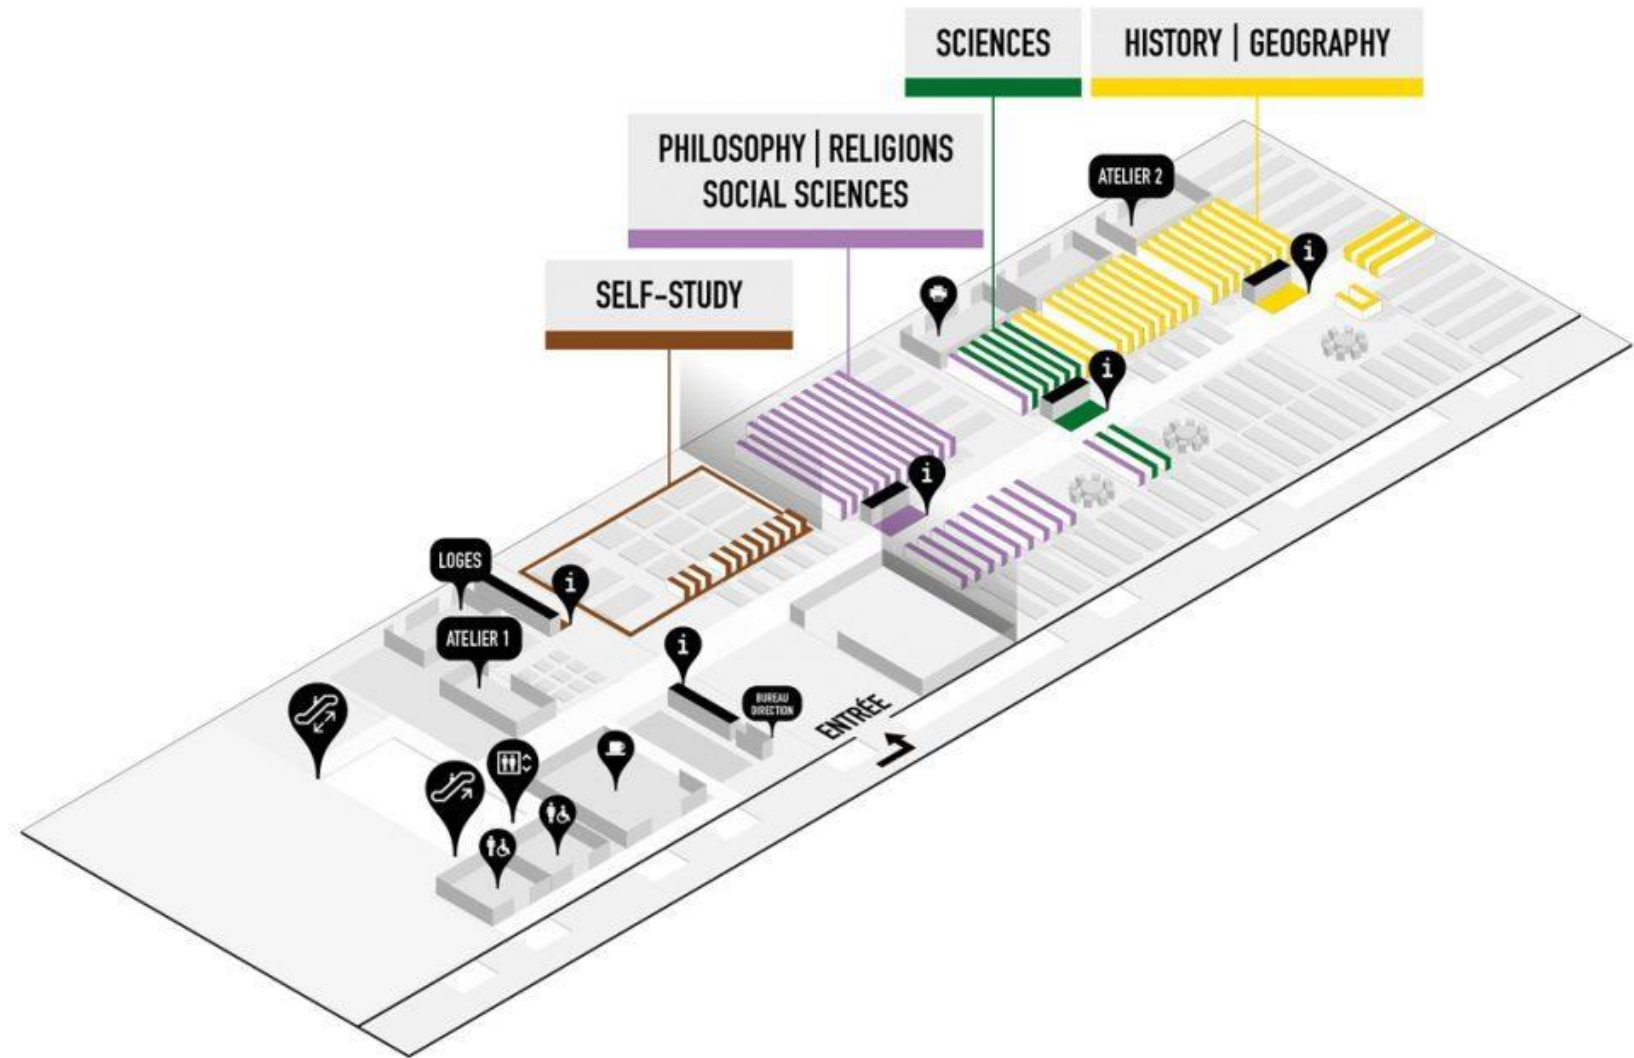 SCIENCES
HISTORY | GEOGRAPHY
PHILOSOPHY | RELIGIONS
SOCIAL SCIENCES
ATELIER 2
i
SELF-STUDY
i
i
LOGES
i
ATELIER 1
i
BUREAU
DIRECTION
ENTRÉE